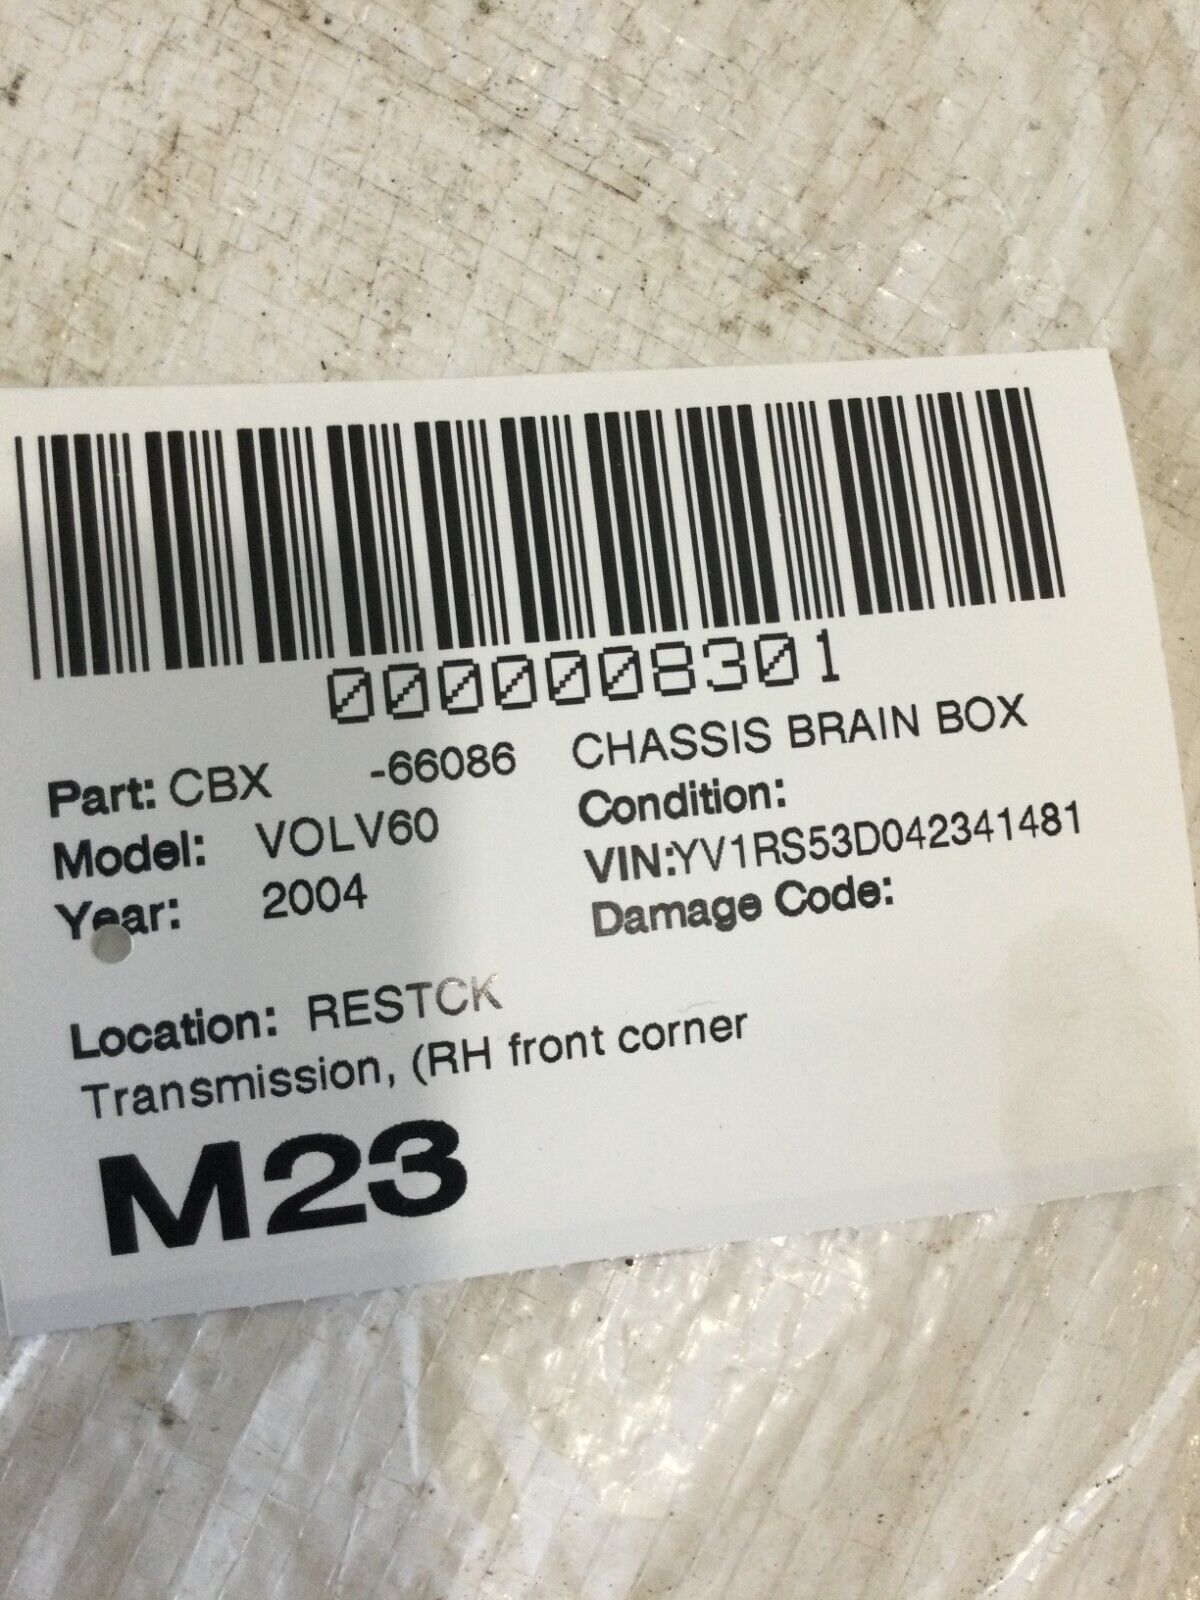 0000008301
Part: CBX -66086 CHASSIS BRAIN BOX
Model: VOLV60 Condition:
Year: 2004 VIN:YV1RS53D042341481
Damage Code:
Location: RESTCK
Transmission, (RH front corner
M23